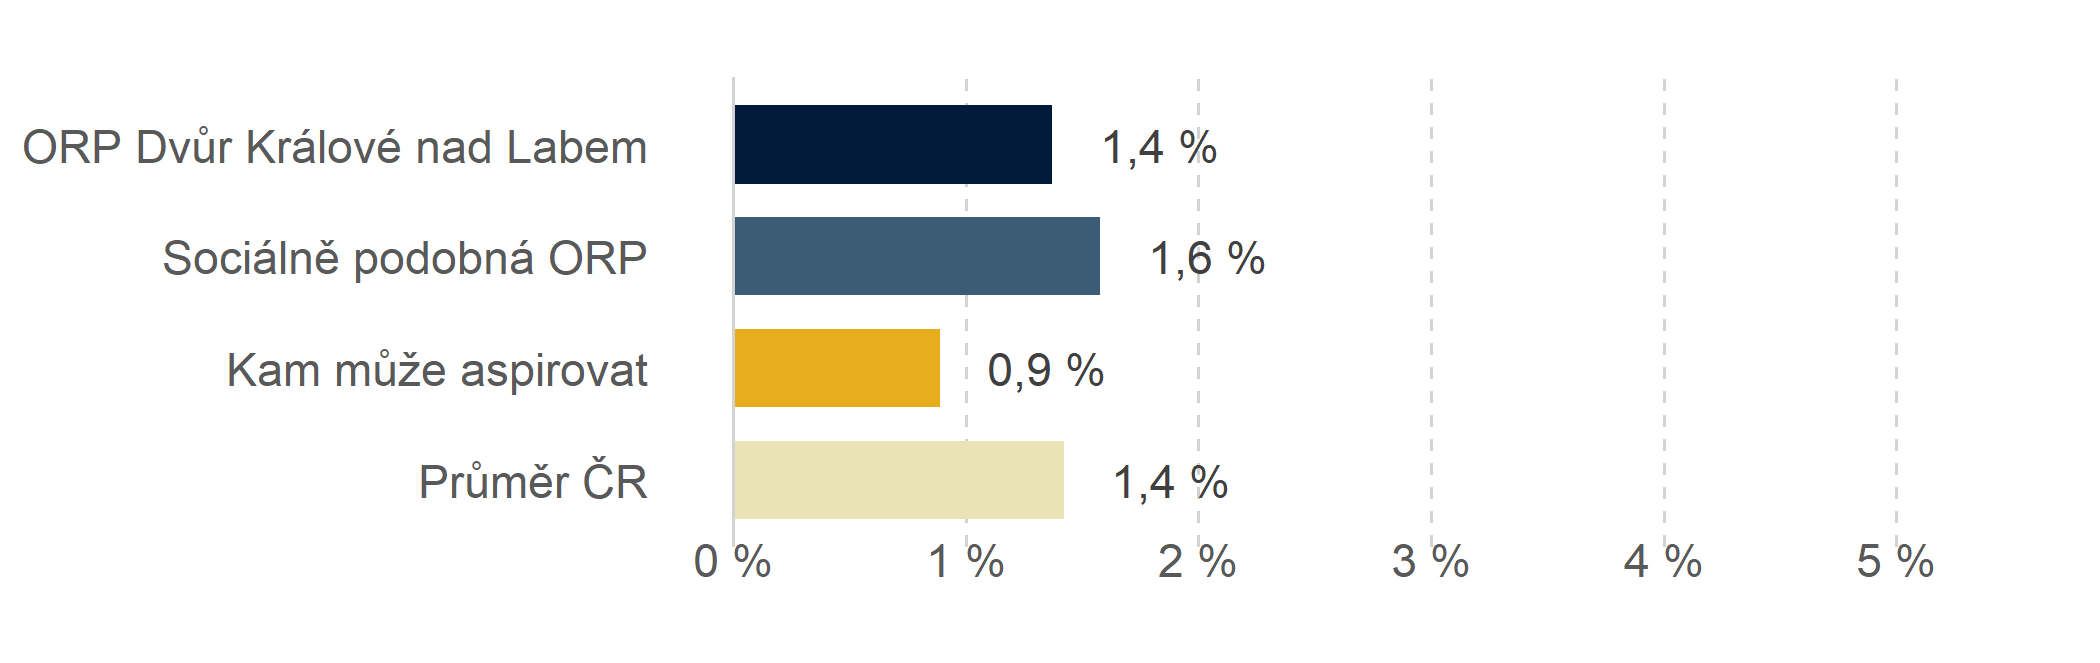 ORP Dvůr Králové nad Labem 1,4 %
Sociálně podobná ORP 1,6 %
Kam může aspirovat 0,9 %
Průměr ČR 1,4 %
0 % 1 % 2 % 3 % 4 % 5 %